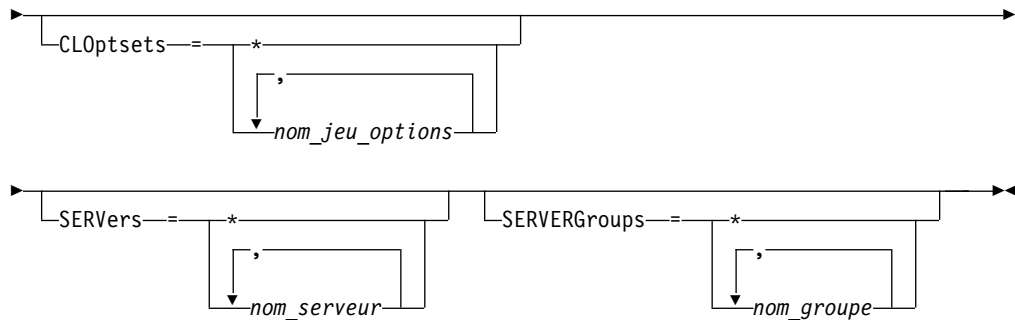 CLOptsets = *
,
nom_jeu_options
SERVers = * SERVERGroups = *
, ,
nom_serveur nom_groupe